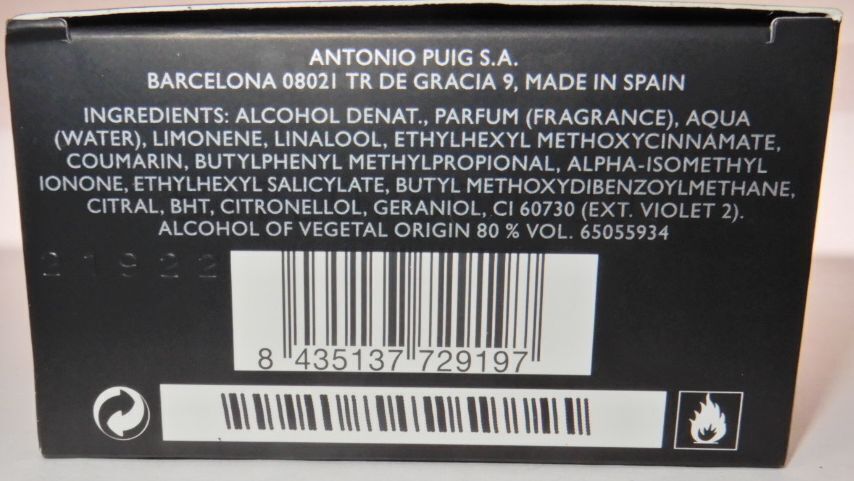 ANTONIO PUIG S.A.
BARCELONA 08021 TR DE GRACIA 9, MADE IN SPAIN
INGREDIENTS: ALCOHOL DENAT., PARFUM (FRAGRANCE), AQUA
(WATER), LIMONENE, LINALOOL, ETHYLHEXYL METHOXYCINNAMATE,
COUMARIN, BUTYLPHENYL METHYLPROPIONAL, ALPHA-ISOMETHYL
IONONE, ETHYLHEXYL SALICYLATE, BUTYL METHOXYDIBENZOYLMETHANE,
CITRAL, BHT, CITRONELLOL, GERANIOL, CI 60730 (EXT. VIOLET 2).
ALCOHOL OF VEGETAL ORIGIN 80 % VOL. 65055934
21922
8 435137 729197